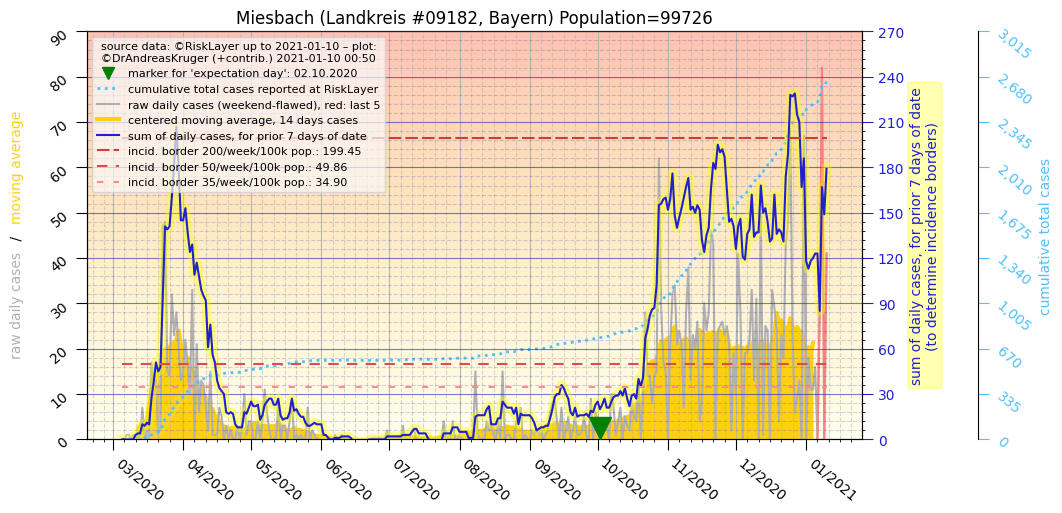 Miesbach (Landkreis #09182, Bayern) Population=99726
source data: ©RiskLayer up to 2021-01-10 – plot:
©DrAndreasKruger (+contrib.) 2021-01-10 00:50
marker for 'expectation day': 02.10.2020
cumulative total cases reported at RiskLayer
raw daily cases (weekend-flawed), red: last 5
centered moving average, 14 days cases
sum of daily cases, for prior 7 days of date
incid. border 200/week/100k pop.: 199.45
incid. border 50/week/100k pop.: 49.86
incid. border 35/week/100k pop.: 34.90
raw daily cases / moving average
90
80
70
60
50
40
30
20
10
0
03/2020
04/2020
05/2020
06/2020
07/2020
08/2020
09/2020
10/2020
11/2020
12/2020
01/2021
270
240
210
180
150
120
90
60
30
0
sum of daily cases, for prior 7 days of date
(to determine incidence borders)
3,015
2,680
2,345
2,010
1,675
1,340
1,005
670
335
0
cumulative total cases